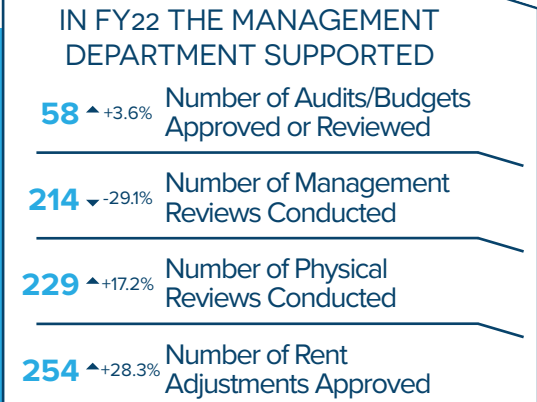 IN FY22 THE MANAGEMENT
DEPARTMENT SUPPORTED
58 ▲ +3.6% Number of Audits/Budgets
Approved or Reviewed
214 ▼ -29.1% Number of Management
Reviews Conducted
229 ▲ +17.2% Number of Physical
Reviews Conducted
254 ▲ +28.3% Number of Rent
Adjustments Approved